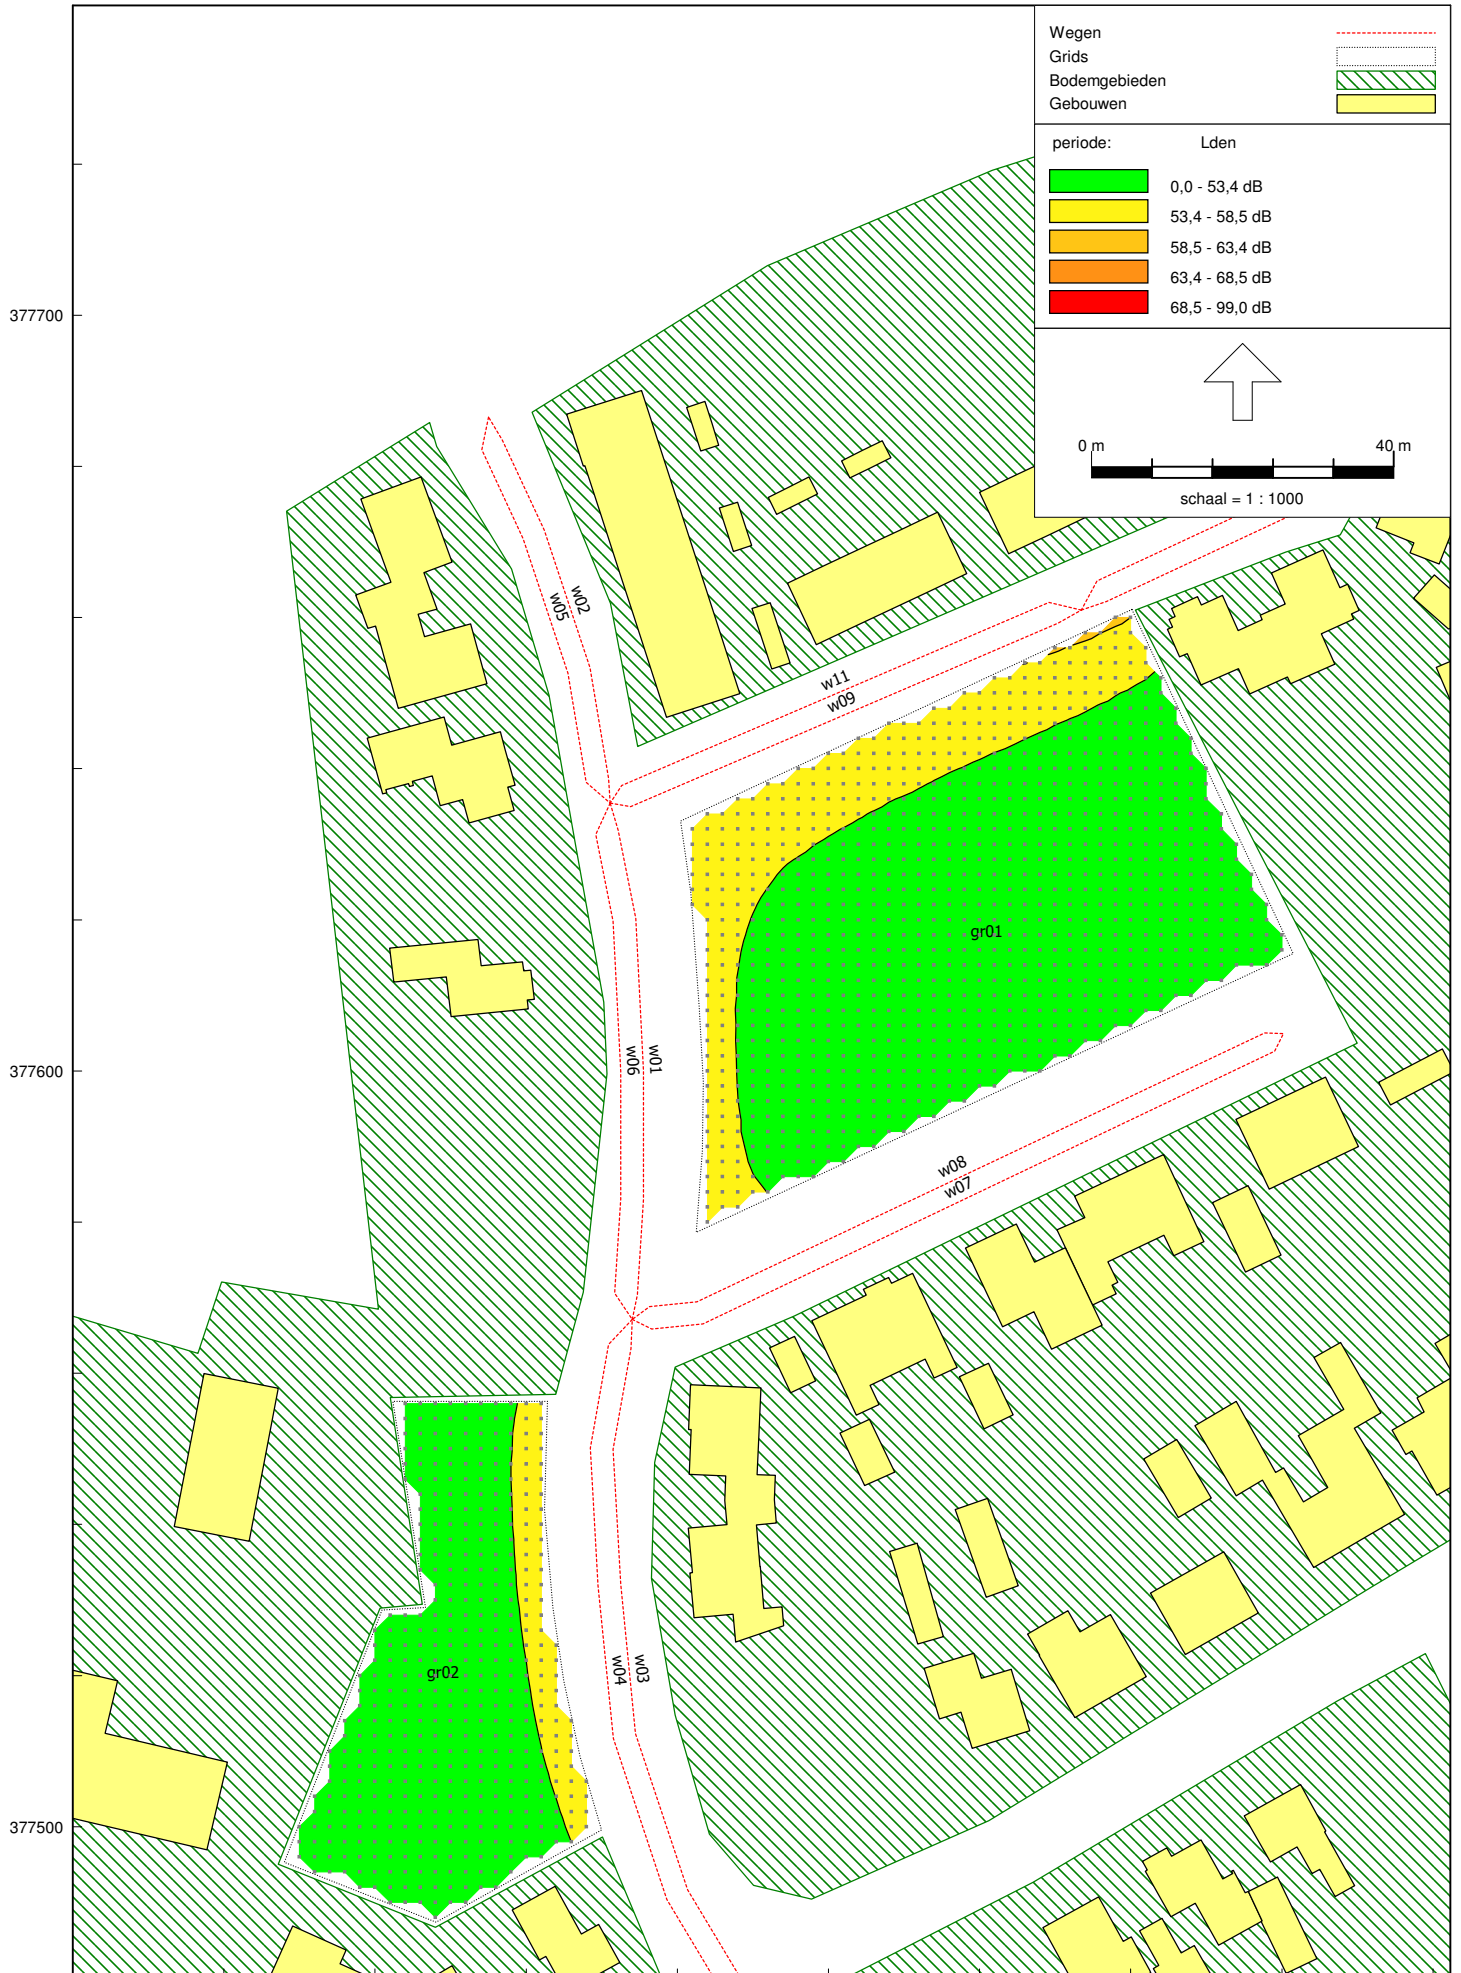 Wegen
Grids
Bodemgebieden
Gebouwen
periode: Lden
0,0 - 53,4 dB
53,4 - 58,5 dB
58,5 - 63,4 dB
63,4 - 68,5 dB
68,5 - 99,0 dB
0 m 40 m
schaal = 1 : 1000
377700
w02
w05
w11
w09
gr01
377600
w01
w06
w08
w07
w03
w04
gr02
377500